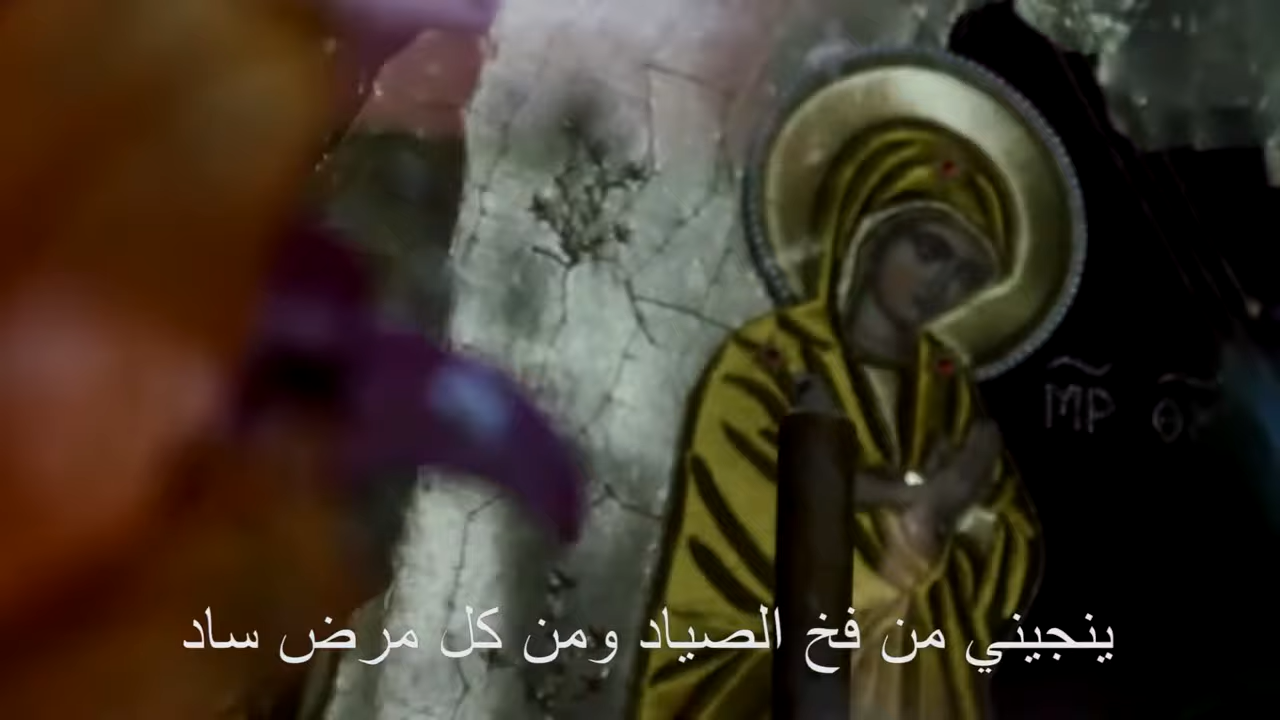 ΜΡ
ينجيني من فخ الصياد ومن كل مرض ساد